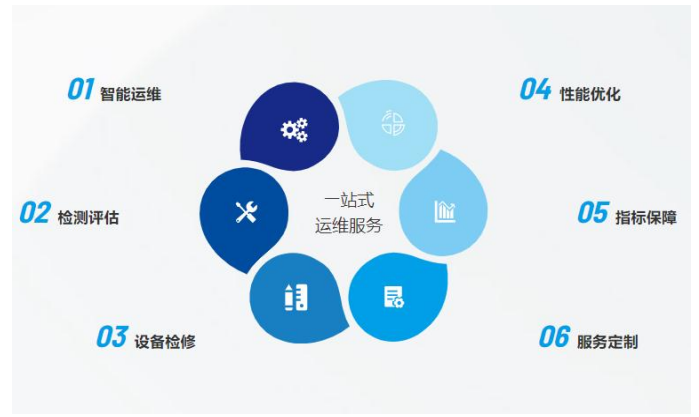 01 智能运维
02 检测评估
03 设备检修
一站式
运维服务
04 性能优化
05 指标保障
06 服务定制